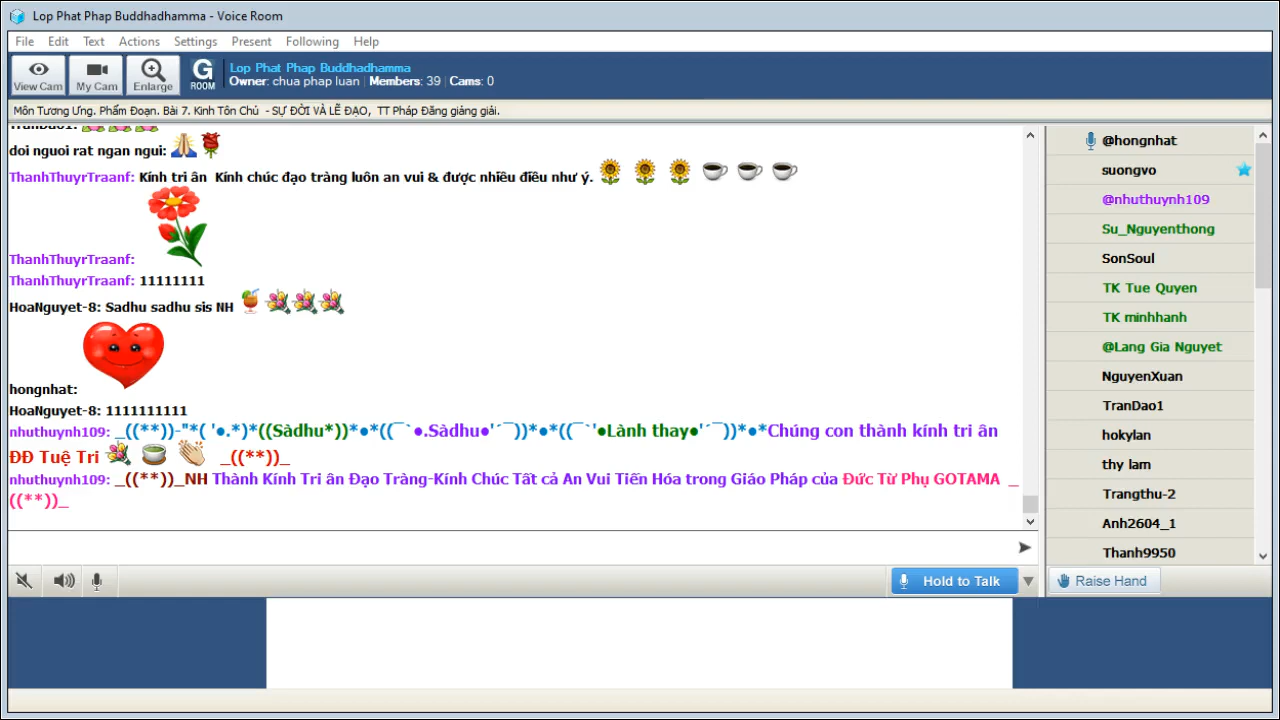 Lop Phat Phap Buddhadhamma - Voice Room
File Edit Text Actions Settings Present Following Help
View Cam My Cam Enlarge G ROOM
Lop Phat Phap Buddhadhamma
Owner: chua phap luan | Members: 39 | Cams: 0
Môn Tương Ưng. Phẩm Đoạn. Bài 7. Kinh Tôn Chủ - SỰ ĐỜI VÀ LẼ ĐẠO, TT Pháp Đăng giảng giải.
TranDao1:
doi nguoi rat ngan ngui:
ThanhThuyrTraanf: Kính tri ân Kính chúc đạo tràng luôn an vui & được nhiều điều như ý.
ThanhThuyrTraanf:
ThanhThuyrTraanf: 11111111
HoaNguyet-8: Sadhu sadhu sis NH
hongnhat:
HoaNguyet-8: 1111111111
nhuthuynh109: _((**))-"*( '●.*)*((Sàdhu*))*●*((¯`●.Sàdhu●'´¯))*●*((¯`'●Lành thay●'´¯))*●*Chúng con thành kính tri ân
ĐĐ Tuệ Tri _((**))_
nhuthuynh109: _((**))_NH Thành Kính Tri ân Đạo Tràng-Kính Chúc Tất cả An Vui Tiến Hóa trong Giáo Pháp của Đức Từ Phụ GOTAMA _
((**))_
Hold to Talk
@hongnhat
suongvo
@nhuthuynh109
Su_Nguyenthong
SonSoul
TK Tue Quyen
TK minhhanh
@Lang Gia Nguyet
NguyenXuan
TranDao1
hokylan
thy lam
Trangthu-2
Anh2604_1
Thanh9950
Raise Hand